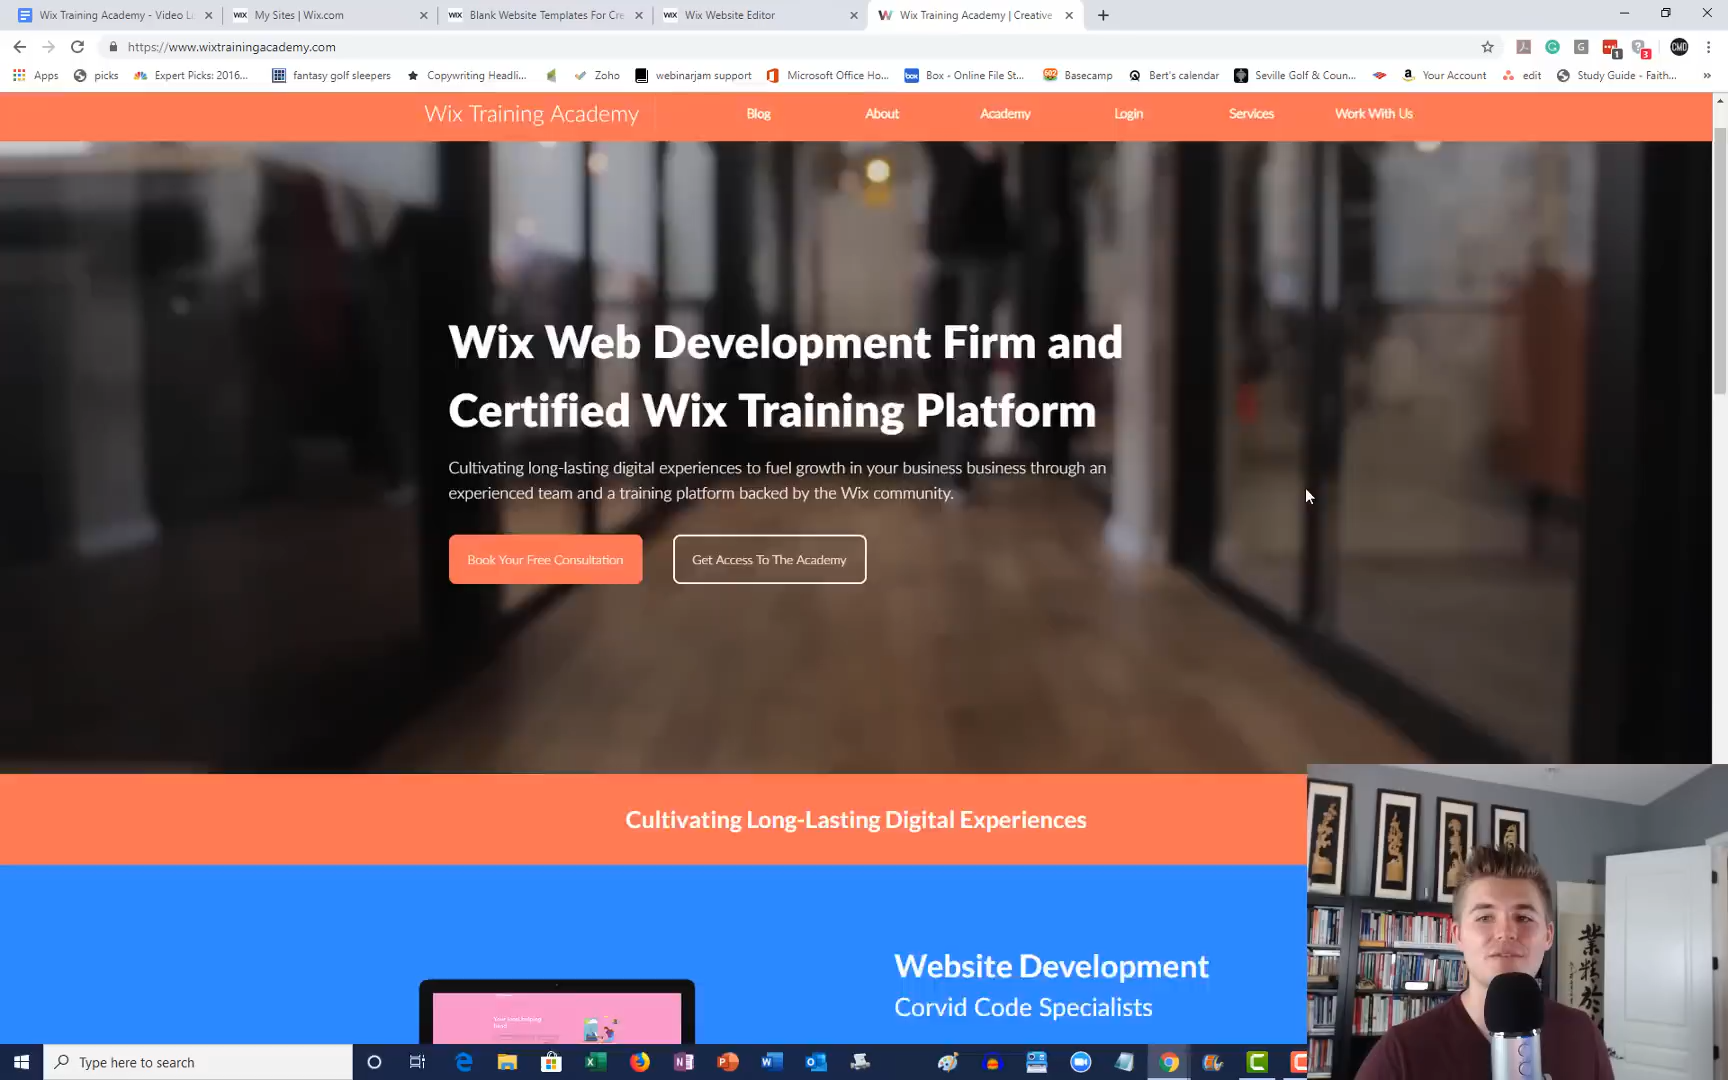 Wix Training Academy - Video L
My Sites | Wix.com
Blank Website Templates For Cre
Wix Website Editor
Wix Training Academy | Creative
https://www.wixtrainingacademy.com
Apps
picks
Expert Picks: 2016...
fantasy golf sleepers
Copywriting Headli...
Zoho
webinarjam support
Microsoft Office Ho...
Box - Online File St...
Basecamp
Bert's calendar
Seville Golf & Coun...
Your Account
edit
Study Guide - Faith...
Wix Training Academy
Blog
About
Academy
Login
Services
Work With Us
Wix Web Development Firm and
Certified Wix Training Platform
Cultivating long-lasting digital experiences to fuel growth in your business business through an
experienced team and a training platform backed by the Wix community.
Book Your Free Consultation
Get Access To The Academy
Cultivating Long-Lasting Digital Experiences
Website Development
Corvid Code Specialists
Type here to search